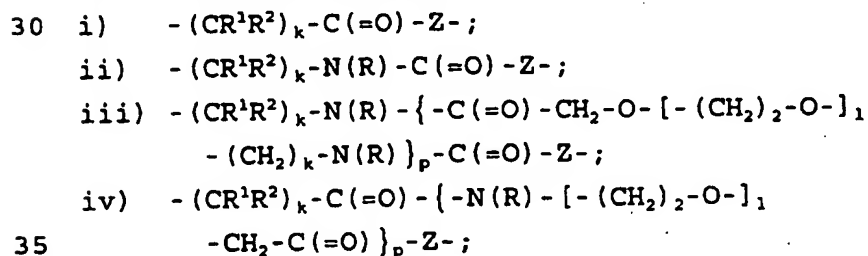 30 i) -(CR¹R²)ₖ-C(=O)-Z-;
ii) -(CR¹R²)ₖ-N(R)-C(=O)-Z-;
iii) -(CR¹R²)ₖ-N(R)-{-C(=O)-CH₂-O-[-(CH₂)₂-O-]₁
-(CH₂)ₖ-N(R)}ₚ-C(=O)-Z-;
iv) -(CR¹R²)ₖ-C(=O)-{-N(R)-[-(CH₂)₂-O-]₁
35 -CH₂-C(=O)}ₚ-Z-;